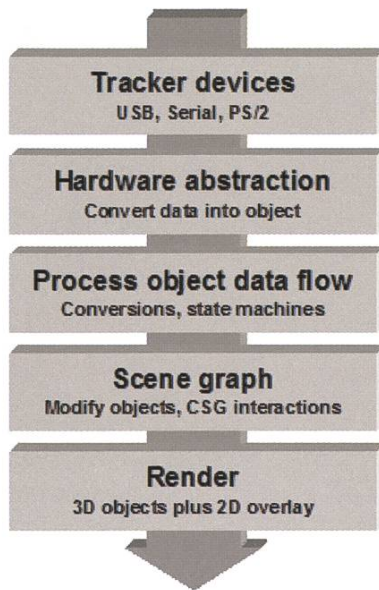 Tracker devices
USB, Serial, PS/2
Hardware abstraction
Convert data into object
Process object data flow
Conversions, state machines
Scene graph
Modify objects, CSG interactions
Render
3D objects plus 2D overlay